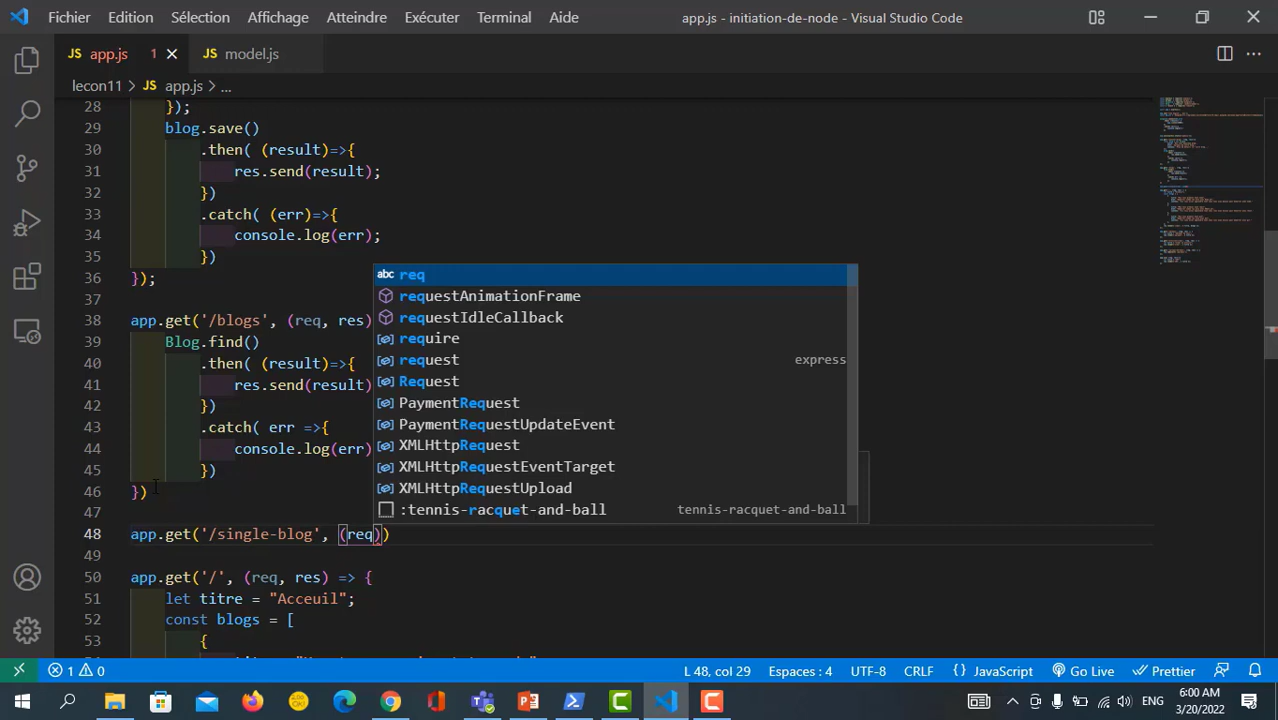 Fichier Edition Sélection Affichage Atteindre Exécuter Terminal Aide app.js - initiation-de-node - Visual Studio Code
JS app.js 1 JS model.js
lecon11 > JS app.js > ...
28 });
29 blog.save()
30 .then( (result)=>{
31 res.send(result);
32 })
33 .catch( (err)=>{
34 console.log(err);
35 })
36 });
37
38 app.get('/blogs', (req, res)
39 Blog.find()
40 .then( (result)=>{
41 res.send(result)
42 })
43 .catch( err =>{
44 console.log(err)
45 })
46 })
47
48 app.get('/single-blog', (req))
49
50 app.get('/', (req, res) => {
51 let titre = "Acceuil";
52 const blogs = [
53 {
abc req
requestAnimationFrame
requestIdleCallback
require
request express
Request
PaymentRequest
PaymentRequestUpdateEvent
XMLHttpRequest
XMLHttpRequestEventTarget
XMLHttpRequestUpload
:tennis-racquet-and-ball tennis-racquet-and-ball
1 0 L 48, col 29 Espaces : 4 UTF-8 CRLF {} JavaScript Go Live Prettier
ENG 6:00 AM
3/20/2022